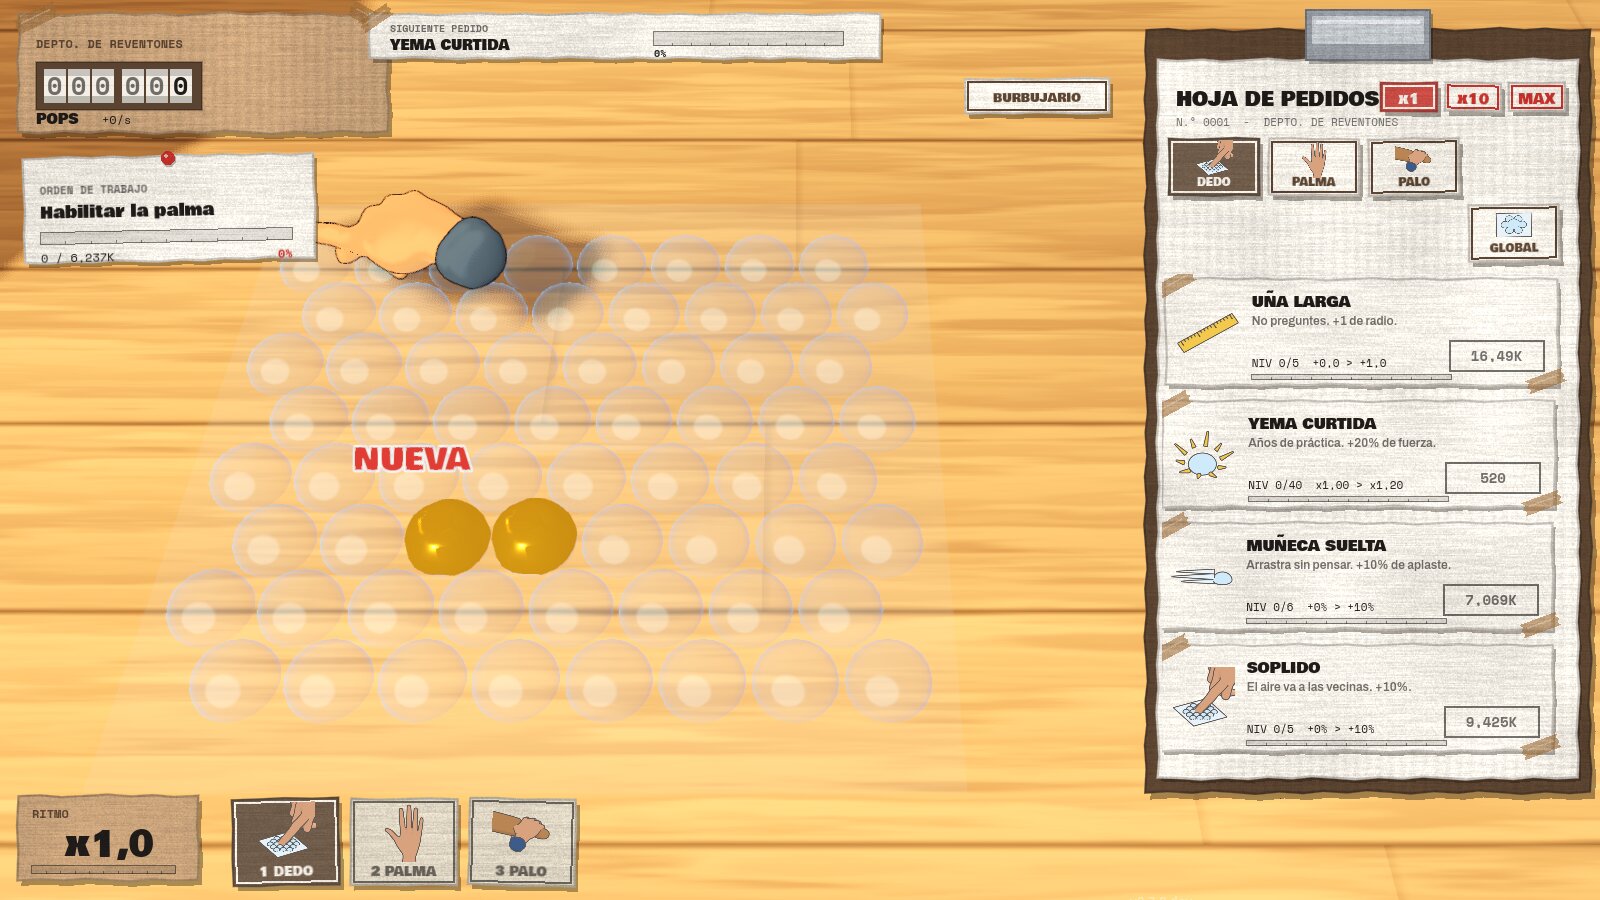 DEPTO. DE REVENTONES
000 000
POPS +0/s
SIGUIENTE PEDIDO
YEMA CURTIDA
0%
BURBUJARIO
ORDEN DE TRABAJO
Habilitar la palma
0 / 6,237K 0%
NUEVA
RITMO
x1,0
1 DEDO
2 PALMA
3 PALO
HOJA DE PEDIDOS
x1
x10
MAX
N.° 0001 - DEPTO. DE REVENTONES
DEDO
PALMA
PALO
GLOBAL
UÑA LARGA
No preguntes. +1 de radio.
NIV 0/5 +0,0 > +1,0
16,49K
YEMA CURTIDA
Años de práctica. +20% de fuerza.
NIV 0/40 x1,00 > x1,20
520
MUÑECA SUELTA
Arrastra sin pensar. +10% de aplaste.
NIV 0/6 +0% > +10%
7,069K
SOPLIDO
El aire va a las vecinas. +10%.
NIV 0/5 +0% > +10%
9,425K